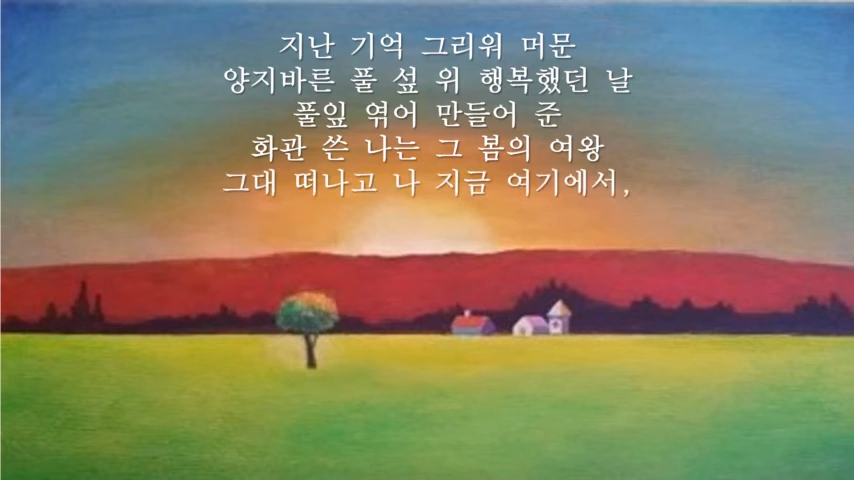 지난 기억 그리워 머문
양지바른 풀 섶 위 행복했던 날
풀잎 엮어 만들어 준
화관 쓴 나는 그 봄의 여왕
그대 떠나고 나 지금 여기에서,